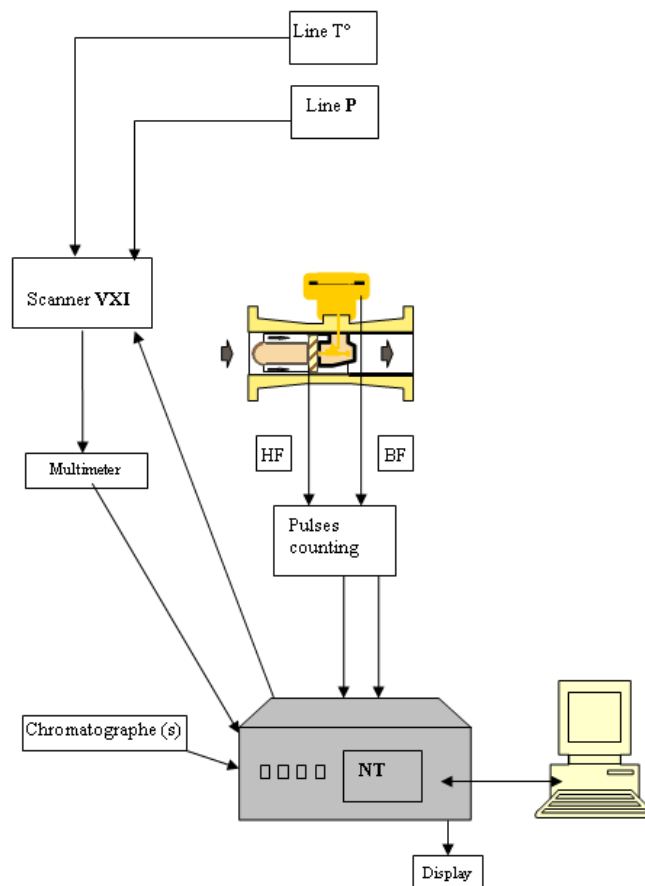 Line T°
Line P
Scanner VXI
HF
BF
Multimeter
Pulses
counting
Chromatographe (s)
NT
Display